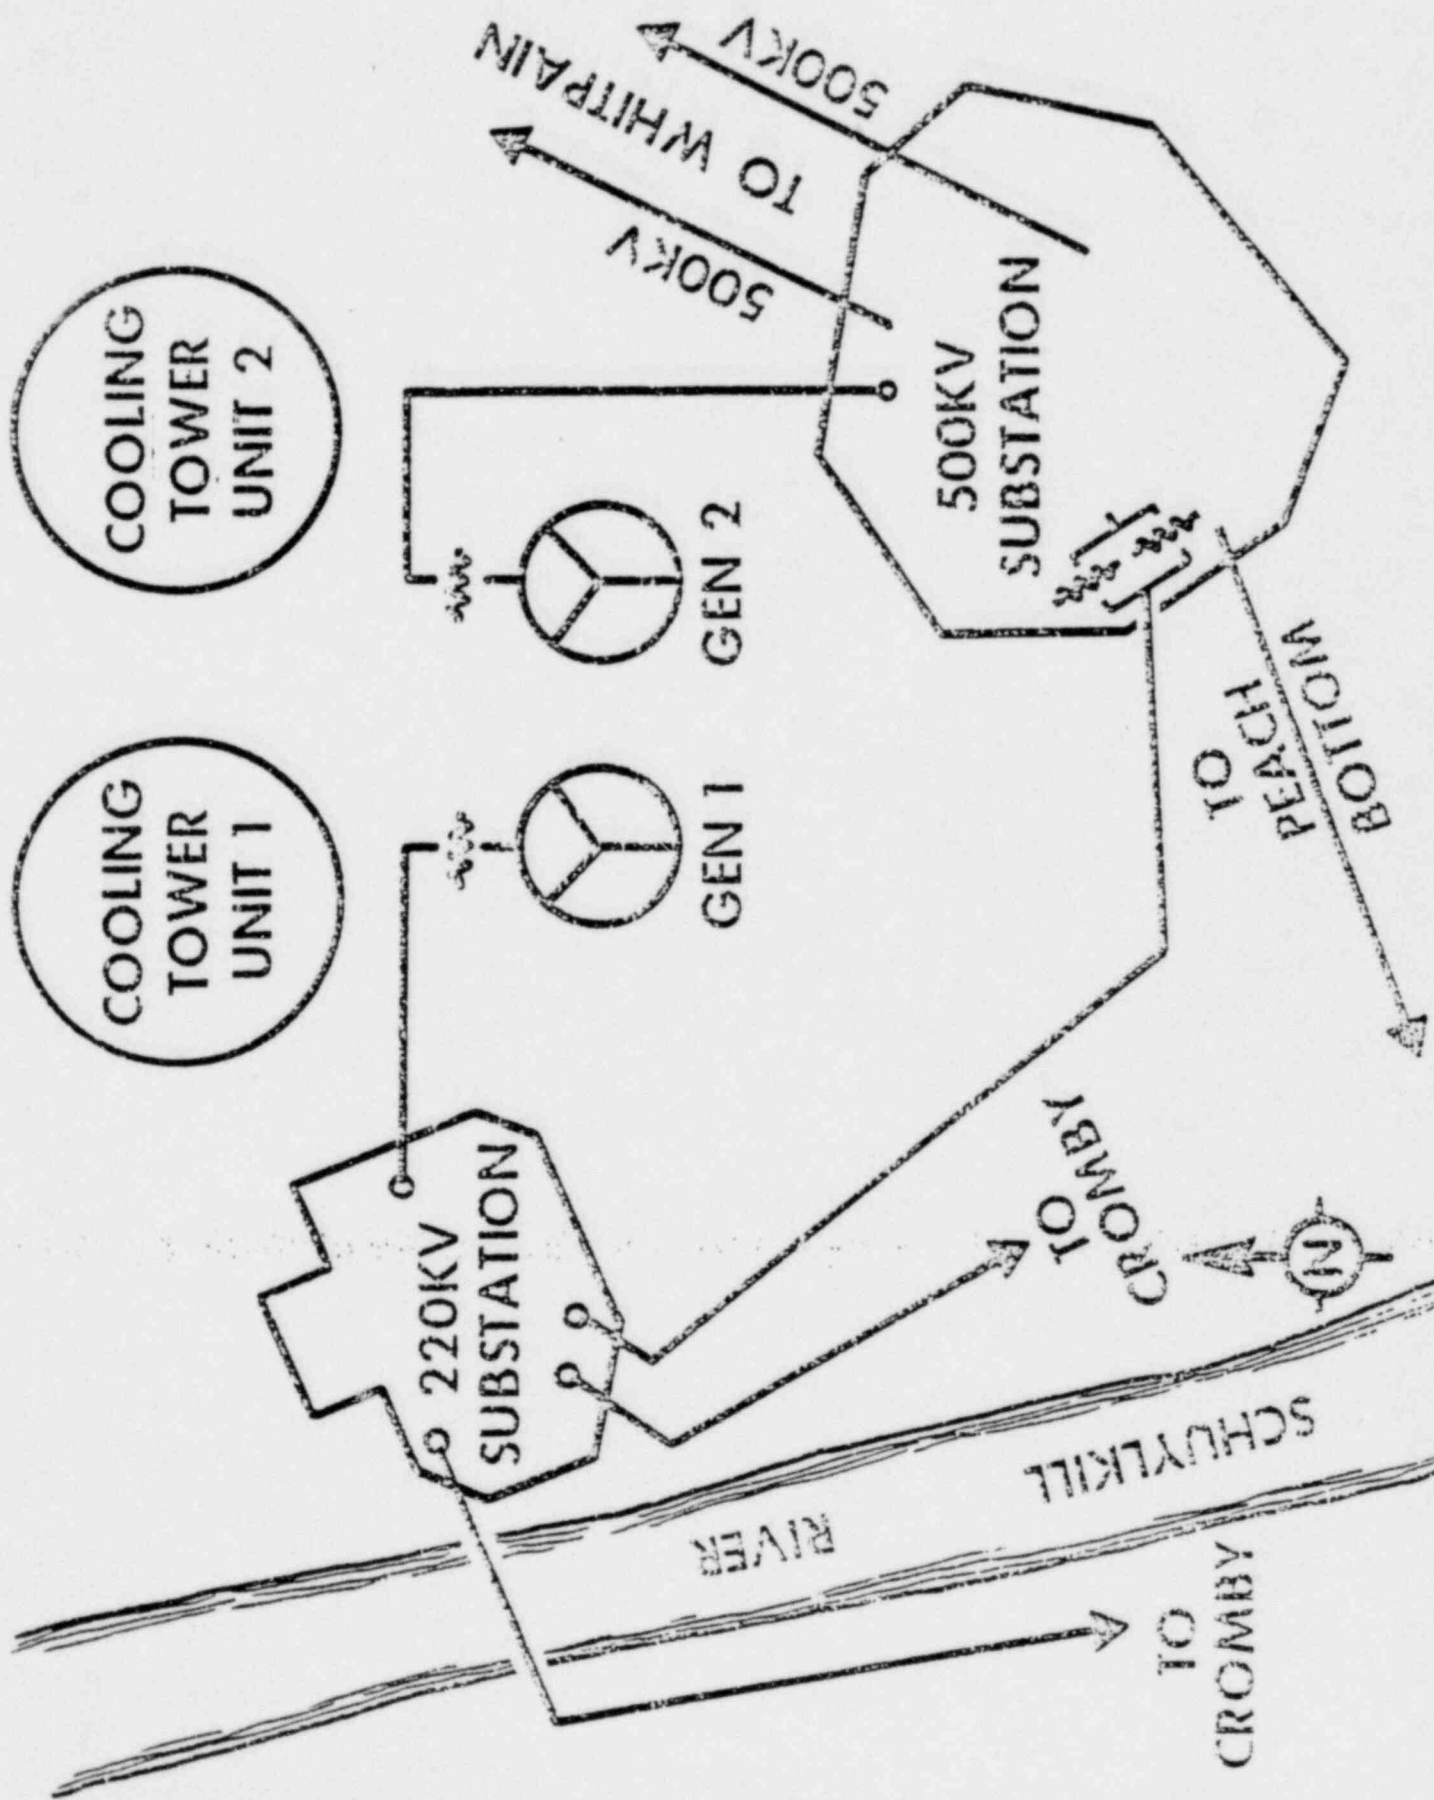 COOLING
TOWER
UNIT 1
COOLING
TOWER
UNIT 2
GEN 1
GEN 2
220KV
SUBSTATION
500KV
SUBSTATION
500KV
TO WHITPAIN
500KV
TO
PEACH
BOTTOM
TO
CROMBY
N
RIVER
SCHUYLKILL
TO
CROMBY